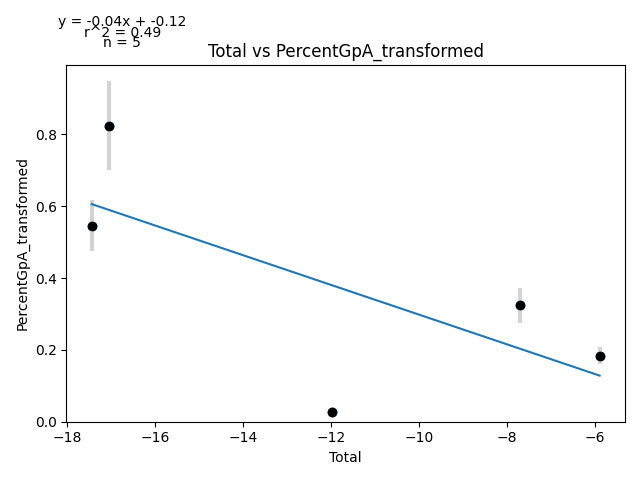 y = -0.04x + -0.12
r^2 = 0.49
n = 5
Total vs PercentGpA_transformed
PercentGpA_transformed
0.8
0.6
0.4
0.2
0.0
−18
−16
−14
−12
−10
−8
−6
Total